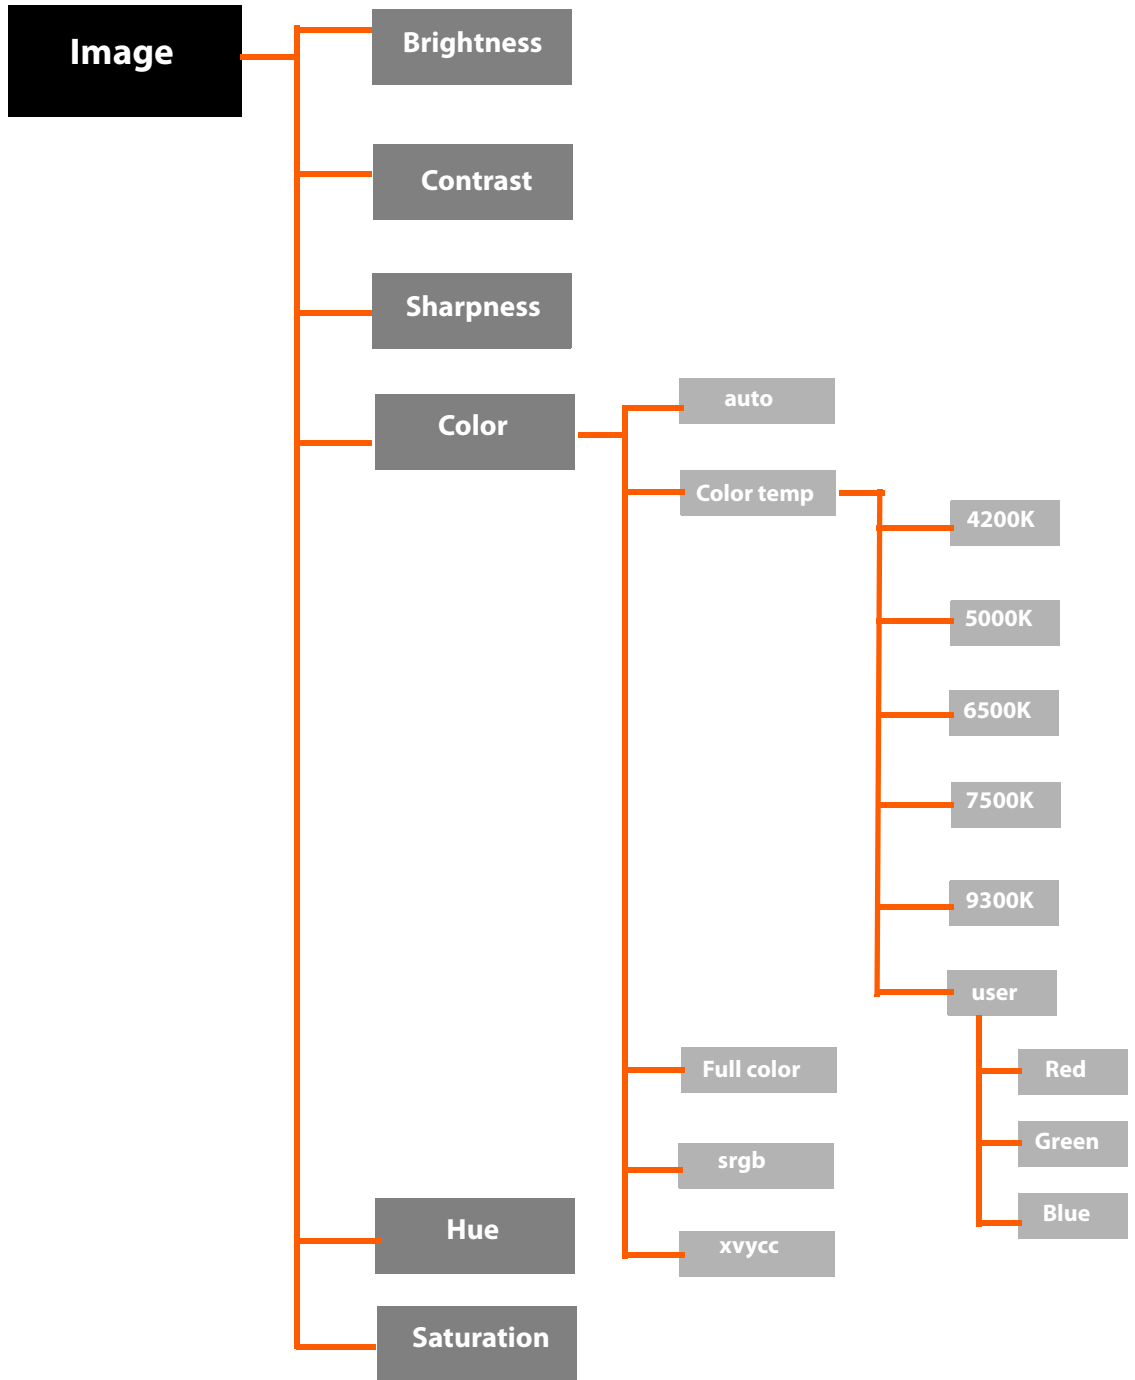 Image
Brightness
Contrast
Sharpness
Color
auto
Color temp
4200K
5000K
6500K
7500K
9300K
user
Red
Green
Blue
Full color
srgb
xvycc
Hue
Saturation